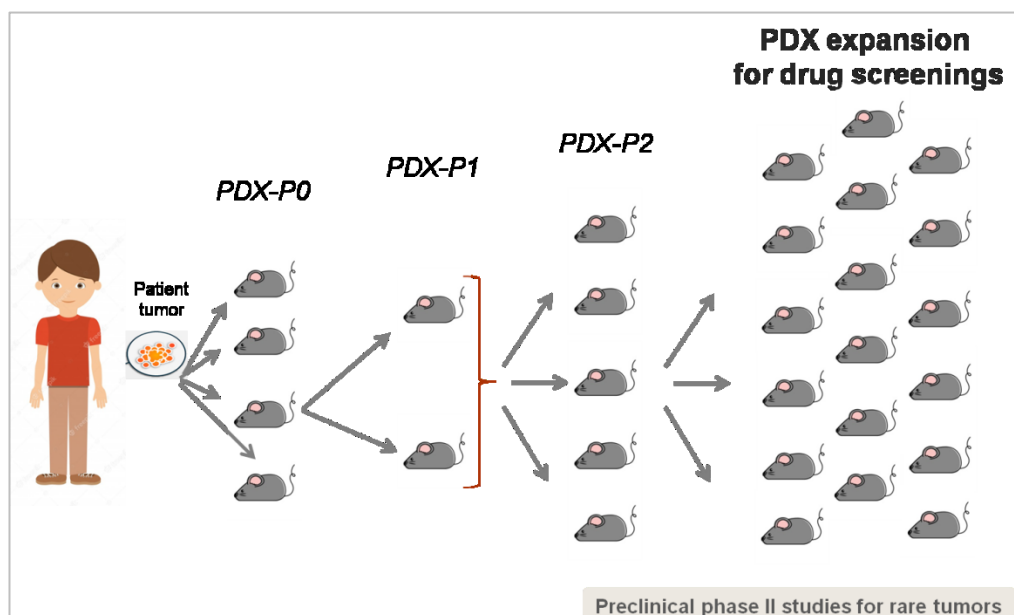 PDX expansion
for drug screenings
PDX-P2
PDX-P1
PDX-P0
Patient
tumor
Preclinical phase II studies for rare tumors